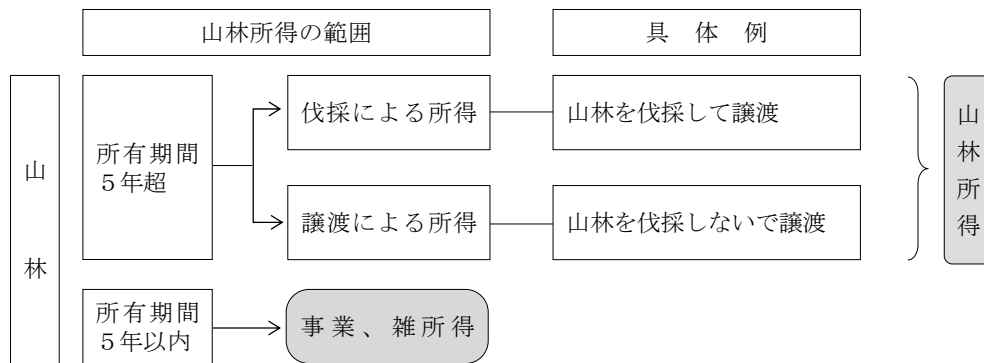 山林所得の範囲
具体例
山林
所有期間
５年超
伐採による所得
山林を伐採して譲渡
譲渡による所得
山林を伐採しないで譲渡
山林所得
所有期間
５年以内
事業、雑所得